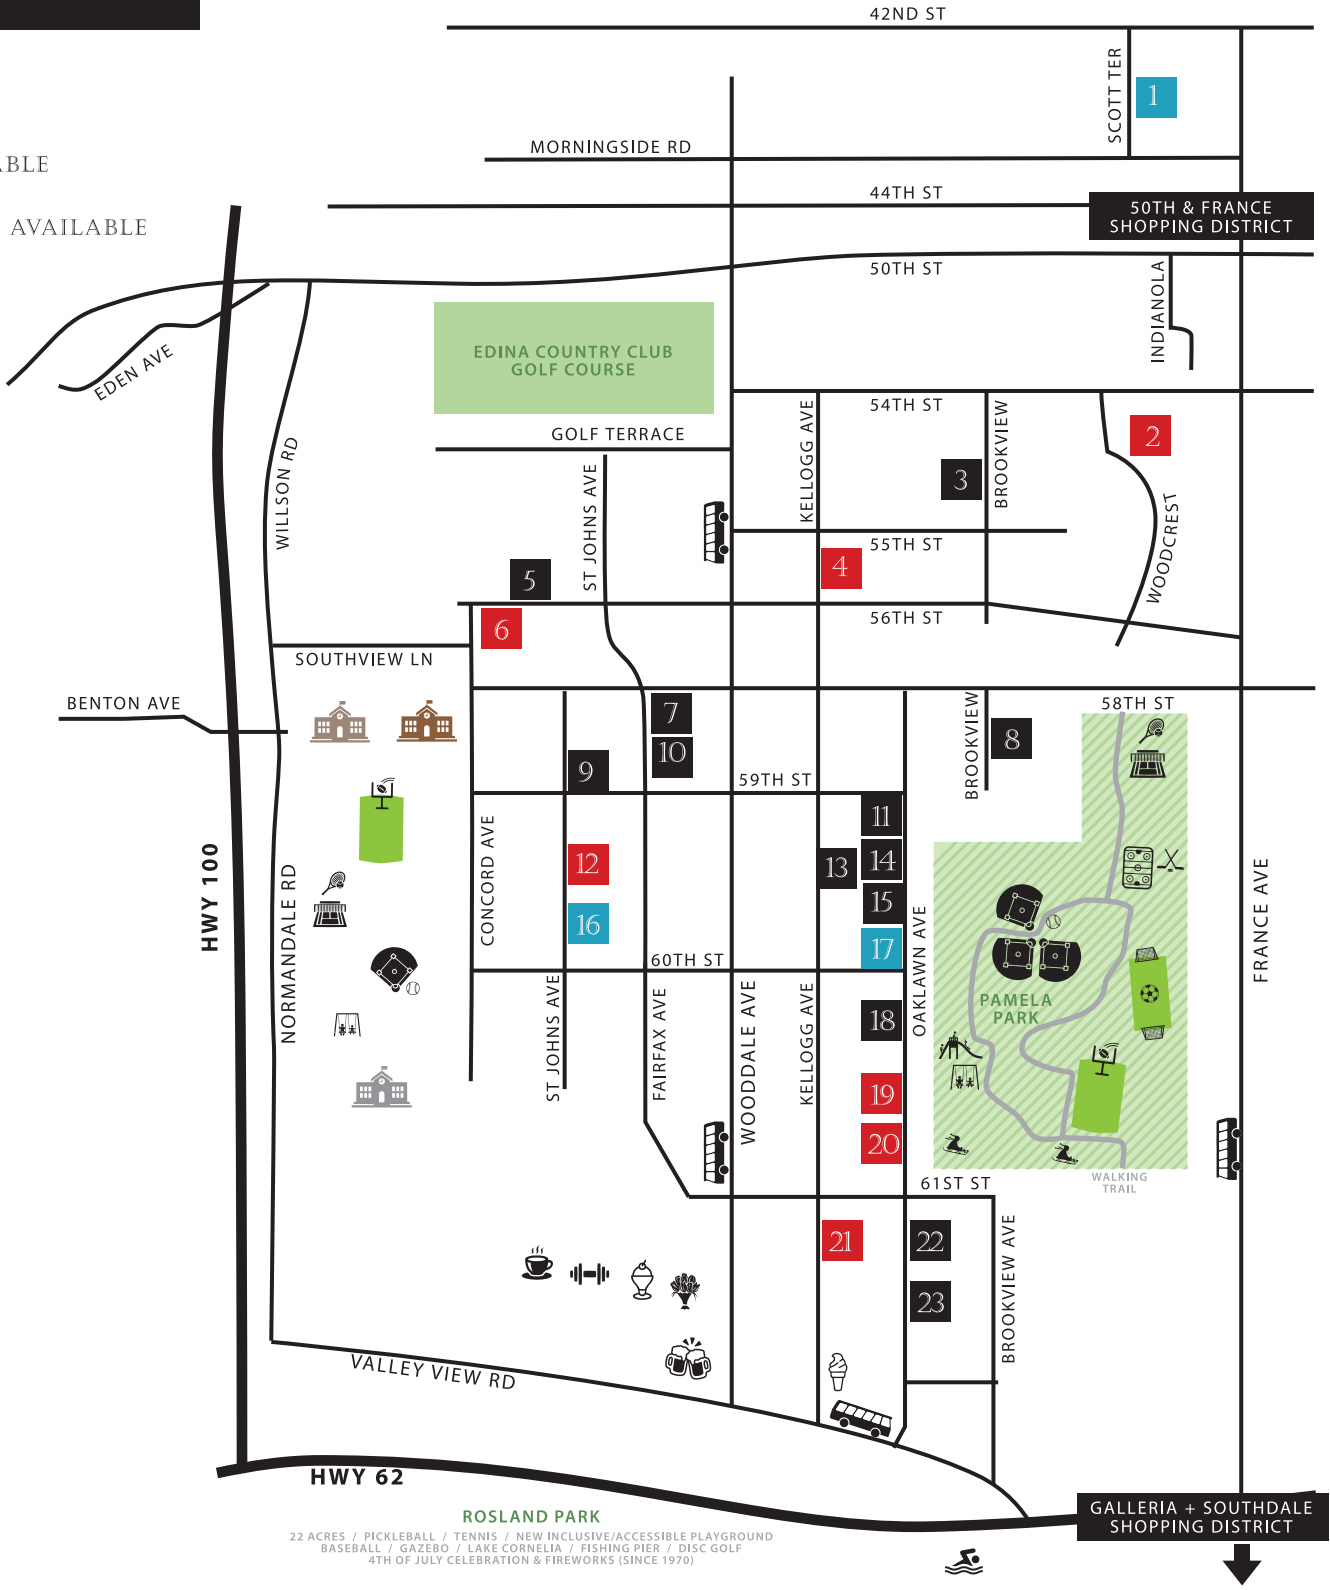 42ND ST
SCOTT TER
1
MORNINGSIDE RD
ABLE
44TH ST
50TH & FRANCE
SHOPPING DISTRICT
AVAILABLE
50TH ST
INDIANOLA
EDEN AVE
EDINA COUNTRY CLUB
GOLF COURSE
54TH ST
KELLOGG AVE
BROOKVIEW
2
GOLF TERRACE
WILLSON RD
ST JOHNS AVE
3
55TH ST
WOODCREST
4
5
56TH ST
6
SOUTHVIEW LN
BENTON AVE
58TH ST
7
8
BROOKVIEW
10
9
59TH ST
11
CONCORD AVE
12
13
14
15
16
17
HWY 100
NORMANDALE RD
FRANCE AVE
OAKLAWN AVE
60TH ST
ST JOHNS AVE
FAIRFAX AVE
WOODDALE AVE
KELLOGG AVE
18
PAMELA
PARK
19
20
WALKING
TRAIL
61ST ST
21
22
23
BROOKVIEW AVE
VALLEY VIEW RD
HWY 62
ROSLAND PARK
22 ACRES / PICKLEBALL / TENNIS / NEW INCLUSIVE/ACCESSIBLE PLAYGROUND
BASEBALL / GAZEBO / LAKE CORNELIA / FISHING PIER / DISC GOLF
4TH OF JULY CELEBRATION & FIREWORKS (SINCE 1970)
GALLERIA + SOUTHDALE
SHOPPING DISTRICT